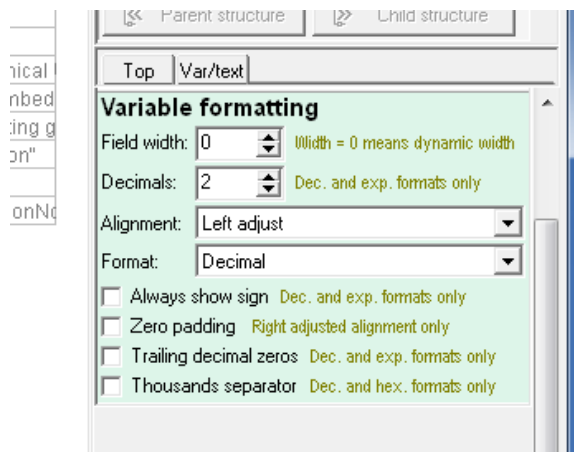 Parent structure
Child structure
Top Var/text
Variable formatting
Field width: 0 Width = 0 means dynamic width
Decimals: 2 Dec. and exp. formats only
Alignment: Left adjust
Format: Decimal
Always show sign Dec. and exp. formats only
Zero padding Right adjusted alignment only
Trailing decimal zeros Dec. and exp. formats only
Thousands separator Dec. and hex. formats only